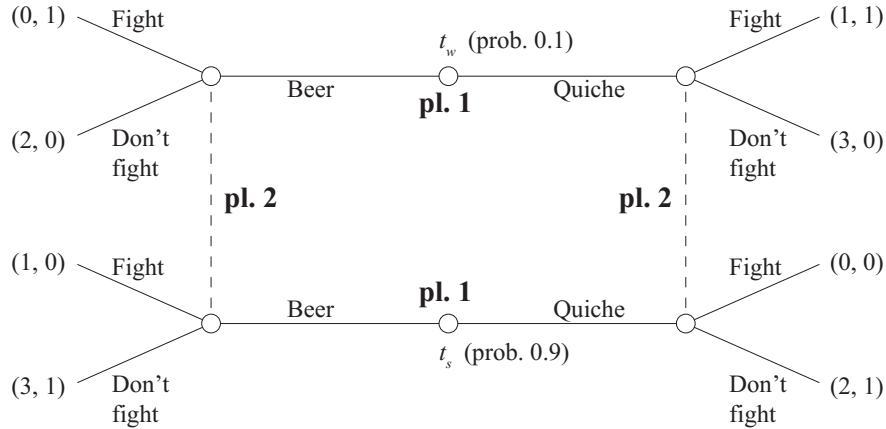 (0, 1) Fight t_w (prob. 0.1) Fight (1, 1)
Beer pl. 1 Quiche
(2, 0) Don't fight Don't fight (3, 0)
pl. 2 pl. 2
(1, 0) Fight pl. 1 Fight (0, 0)
Beer Quiche
t_s (prob. 0.9)
(3, 1) Don't fight Don't fight (2, 1)